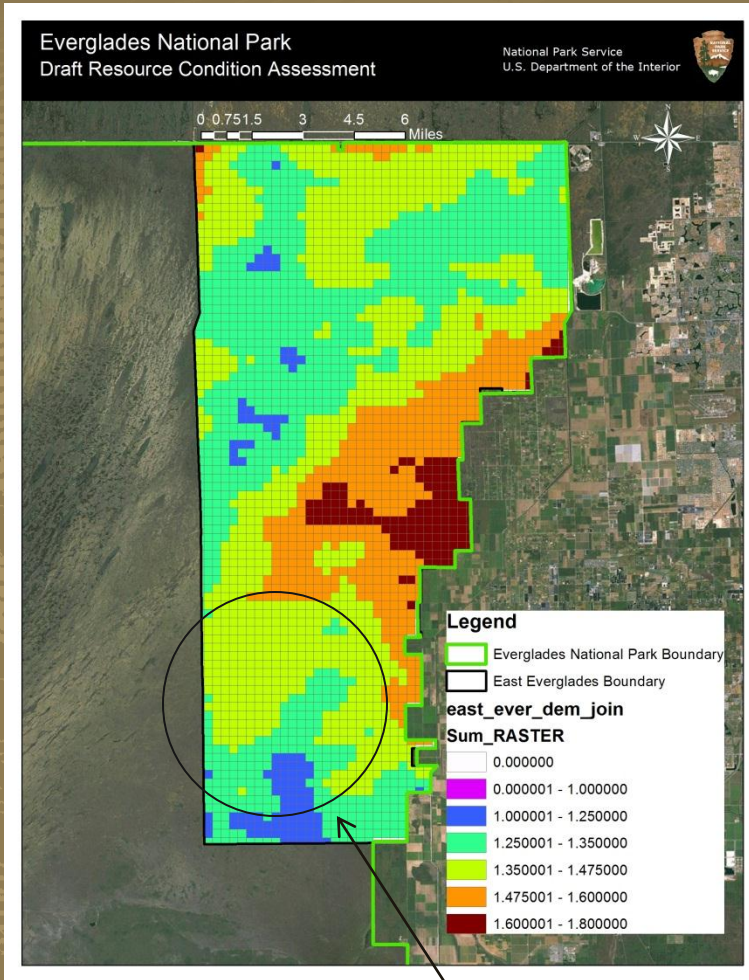 Everglades National Park
Draft Resource Condition Assessment
National Park Service
U.S. Department of the Interior
0 0.75 1.5 3 4.5 6
Miles
N
W E
S
Legend
Everglades National Park Boundary
East Everglades Boundary
east_ever_dem_join
Sum_RASTER
0.000000
0.000001 - 1.000000
1.000001 - 1.250000
1.250001 - 1.350000
1.350001 - 1.475000
1.475001 - 1.600000
1.600001 - 1.800000